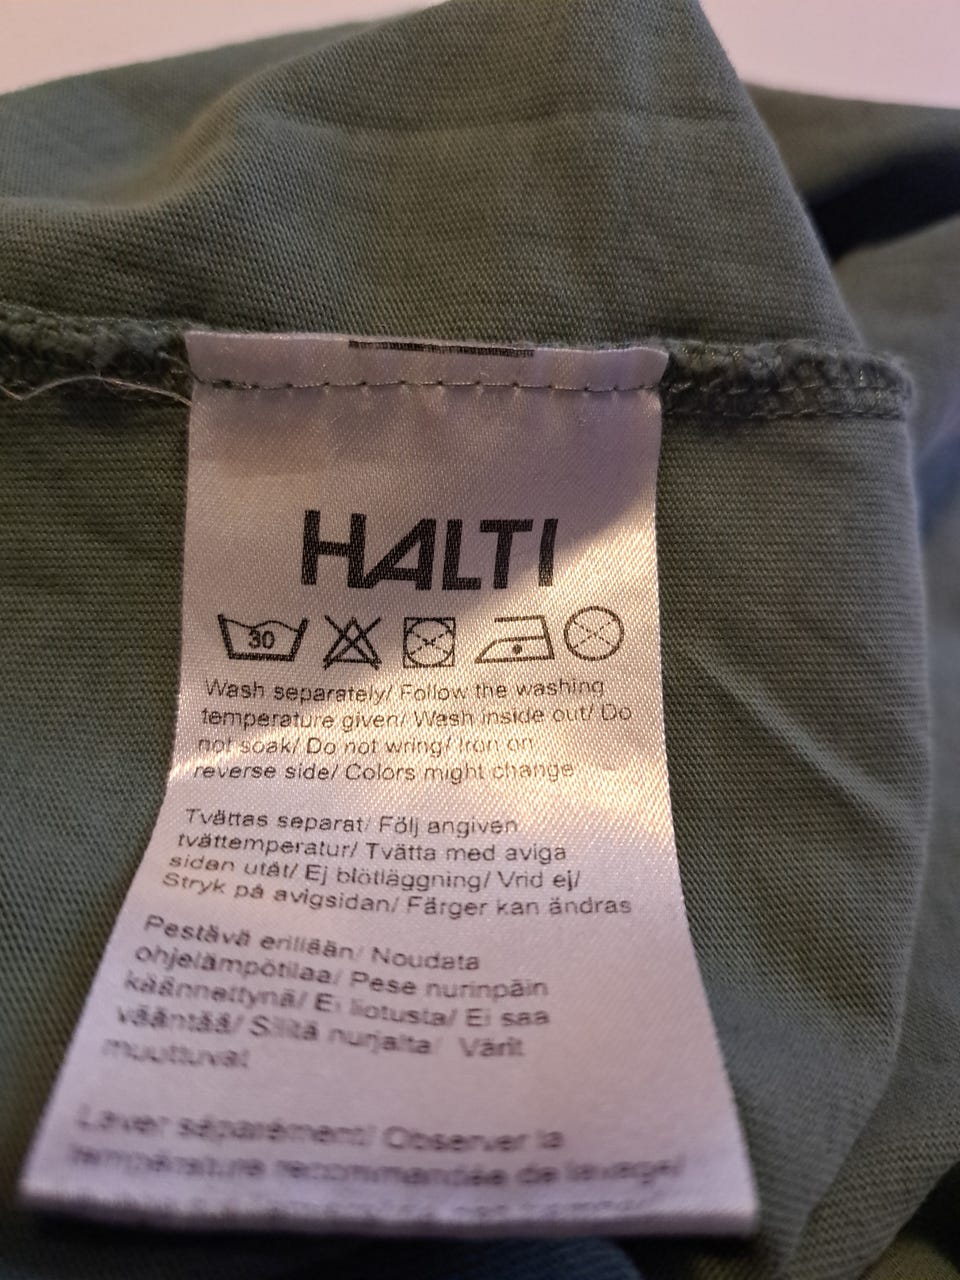 HALTI
30
Wash separately/ Follow the washing
temperature given/ Wash inside out/ Do
not soak/ Do not wring/ Iron on
reverse side/ Colors might change
Tvättas separat/ Följ angiven
tvättemperatur/ Tvätta med aviga
sidan utåt/ Ej blötläggning/ Vrid ej/
Stryk på avigsidan/ Färger kan ändras
Pestävä erillään/ Noudata
ohjelämpötilaa/ Pese nurinpäin
käännettynä/ Ei liotusta/ Ei saa
vääntää/ Silitä nurjalta/ Värit
muuttuvat
Laver séparément/ Observer la
température recommandée de lavage/